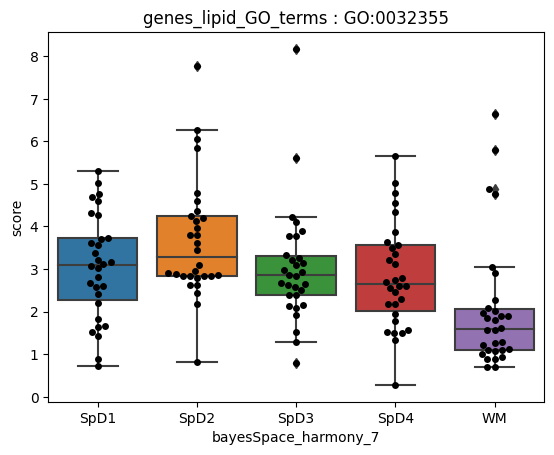 genes_lipid_GO_terms : GO:0032355
score
8
7
6
5
4
3
2
1
0
SpD1 SpD2 SpD3 SpD4 WM
bayesSpace_harmony_7